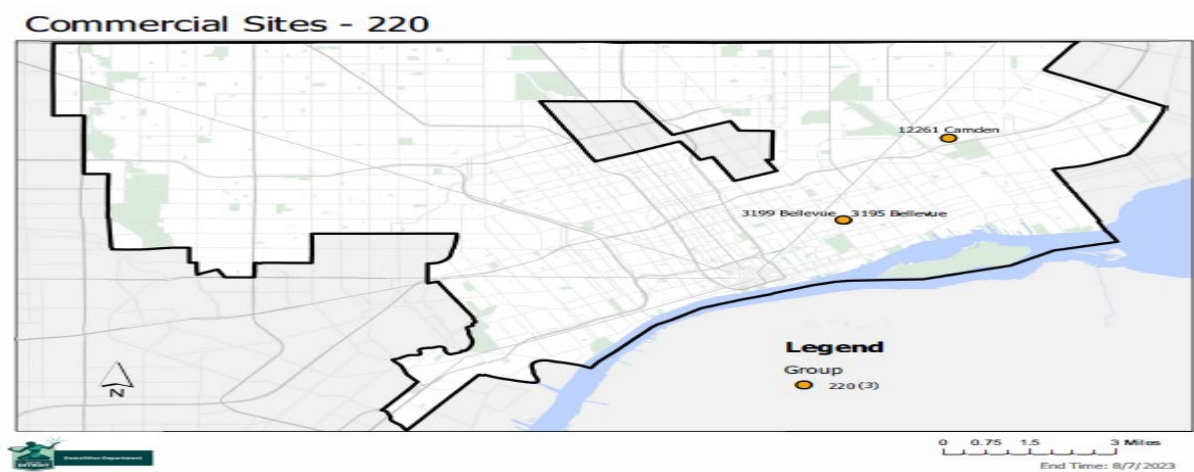 Commercial Sites - 220
12261 Camden
3199 Bellevue 3195 Bellevue
Legend
Group
220 (3)
N
DETROIT
Demolition Department
0 0.75 1.5 3 Miles
End Time: 8/7/2023